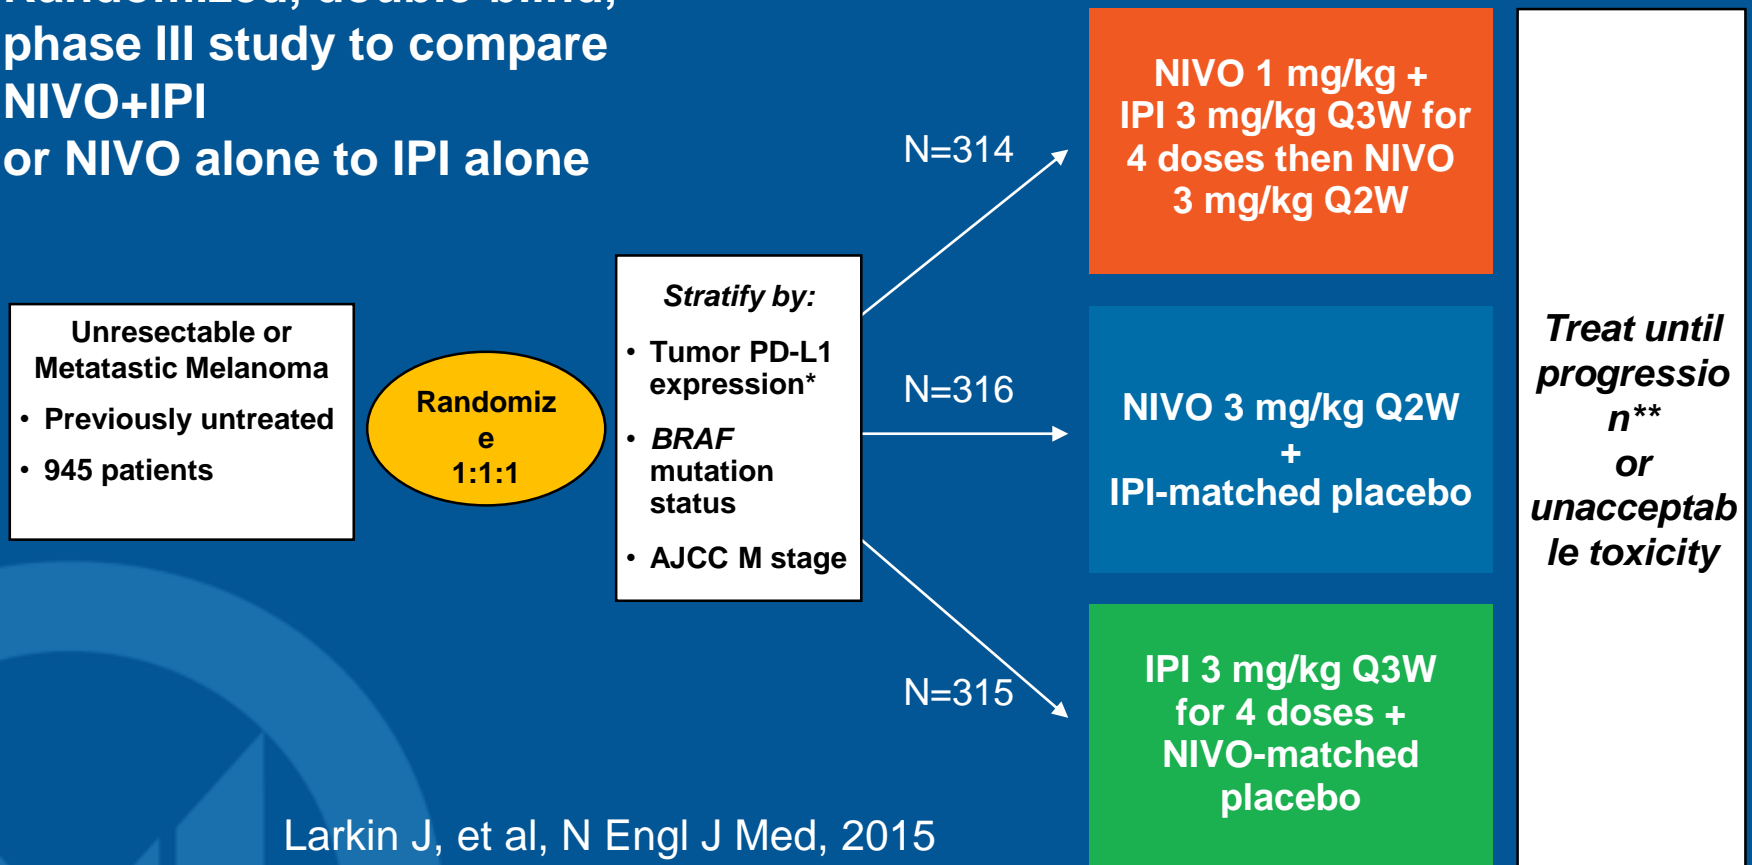 Randomized, double-blind,
phase III study to compare
NIVO+IPI
or NIVO alone to IPI alone
Unresectable or
Metatastic Melanoma
• Previously untreated
• 945 patients
Randomiz
e
1:1:1
Stratify by:
• Tumor PD-L1
expression*
• BRAF
mutation
status
• AJCC M stage
N=314
N=316
N=315
NIVO 1 mg/kg +
IPI 3 mg/kg Q3W for
4 doses then NIVO
3 mg/kg Q2W
NIVO 3 mg/kg Q2W
+
IPI-matched placebo
IPI 3 mg/kg Q3W
for 4 doses +
NIVO-matched
placebo
Treat until
progressio
n**
or
unacceptab
le toxicity
Larkin J, et al, N Engl J Med, 2015